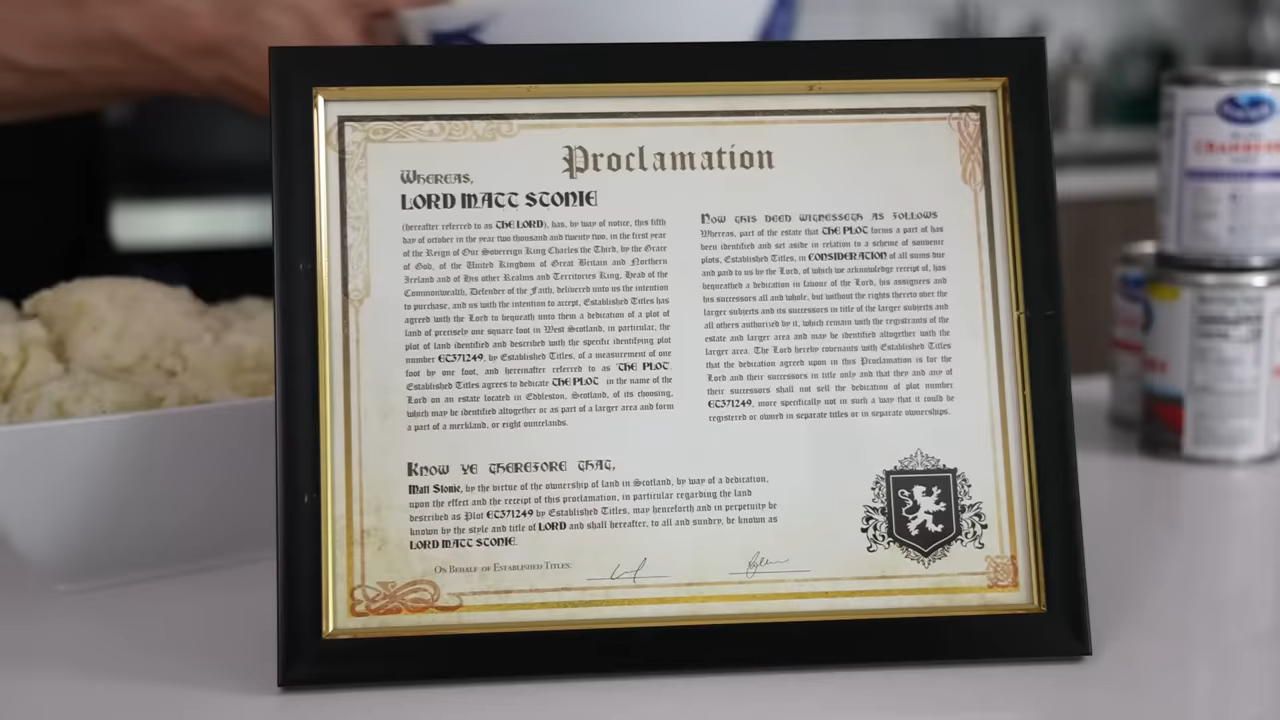 Proclamation
Whereas,
LORD MATT STONIE
(hereafter referred to as THE LORD), has, by way of notice, this fifth
day of october in the year two thousand and twenty two, in the first year
of the Reign of Our Sovereign King Charles the Third, by the Grace
of God, of the United Kingdom of Great Britain and Northern
Ireland and of His other Realms and Territories King, Head of the
Commonwealth, Defender of the Faith, delivered unto us the intention
to purchase, and us with the intention to accept, Established Titles has
agreed with the Lord to bequeath unto them a dedication of a plot of
land of precisely one square foot in West Scotland, in particular, the
plot of land identified and described with the specific identifying plot
number ET371249, by Established Titles, of a measurement of one
foot by one foot, and hereinafter referred to as 'THE PLOT'.
Established Titles agrees to dedicate THE PLOT in the name of the
Lord on an estate located in Eddleston, Scotland, of its choosing,
which may be identified altogether or as part of a larger area and form
a part of a merkland, or eight ouncelands.
Now this deed witnesseth as follows
Whereas, part of the estate that THE PLOT forms a part of has
been identified and set aside in relation to a scheme of souvenir
plots, Established Titles, in CONSIDERATION of all sums due
and paid to us by the Lord, of which we acknowledge receipt of, has
bequeathed a dedication in favour of the Lord, his assignees and
his successors all and whole, but without the rights thereto over the
larger subjects and its successors in title of the larger subjects and
all others authorized by it, which remain with the registrants of the
estate and larger area and may be identified altogether with the
larger area. The Lord hereby covenants with Established Titles
that the dedication agreed upon in this Proclamation is for the
Lord and their successors in title only and that they and any of
their successors shall not sell the dedication of plot number
ET371249, more specifically not in such a way that it could be
registered or owned in separate titles or in separate ownerships.
Know ye therefore that,
Matt Stonie, by the virtue of the ownership of land in Scotland, by way of a dedication,
upon the effect and the receipt of this proclamation, in particular regarding the land
described as Plot ET371249 by Established Titles, may henceforth and in perpetuity be
known by the style and title of LORD and shall hereafter, to all and sundry, be known as
LORD MATT STONIE.
On Behalf of Established Titles: